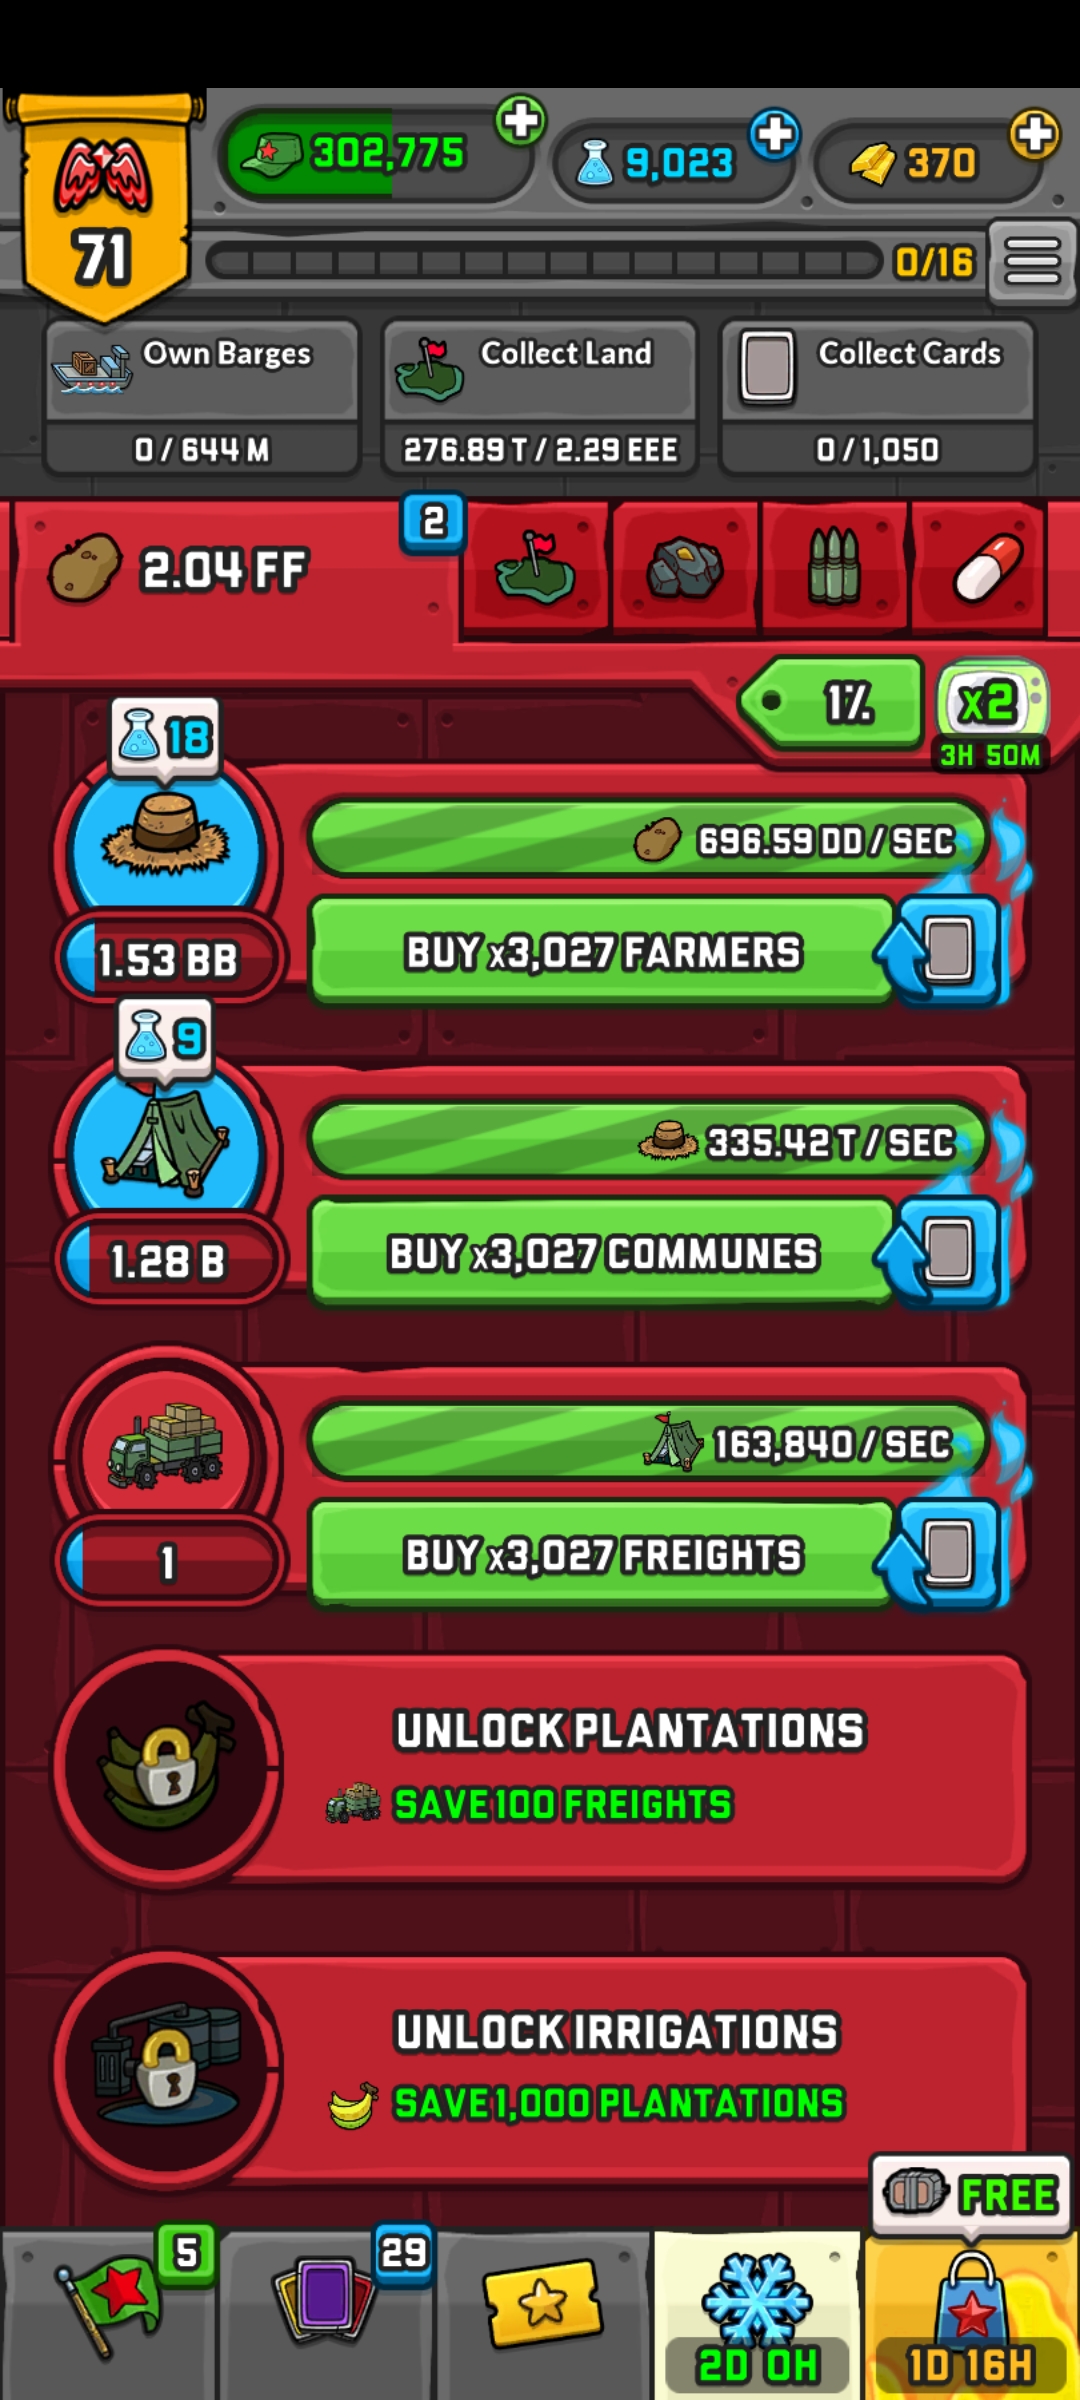 302,775
9,023
370
71
0/16
Own Barges
0 / 644 M
Collect Land
276.89 T / 2.29 EEE
Collect Cards
0 / 1,050
2.04 FF
2
1%
x2
3H 50M
18
696.59 DD / SEC
1.53 BB
BUY x3,027 FARMERS
9
335.42 T / SEC
1.28 B
BUY x3,027 COMMUNES
163,840 / SEC
1
BUY x3,027 FREIGHTS
UNLOCK PLANTATIONS
SAVE 100 FREIGHTS
UNLOCK IRRIGATIONS
SAVE 1,000 PLANTATIONS
FREE
5
29
2D 0H
1D 16H